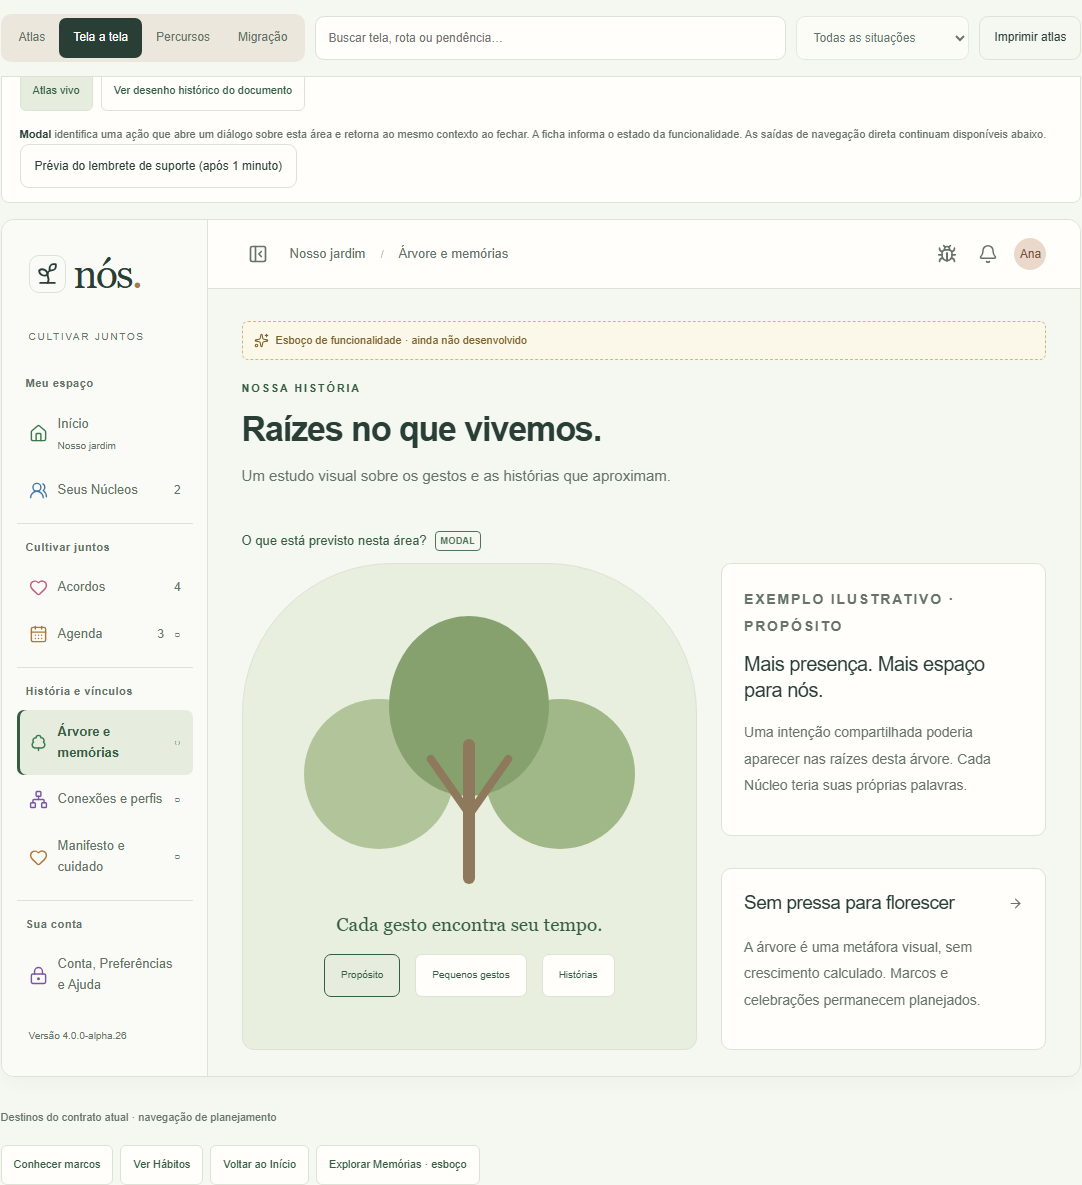 Atlas
Tela a tela
Percursos
Migração
Buscar tela, rota ou pendência...
Todas as situações
Imprimir atlas
Atlas vivo
Ver desenho histórico do documento
Modal identifica uma ação que abre um diálogo sobre esta área e retorna ao mesmo contexto ao fechar. A ficha informa o estado da funcionalidade. As saídas de navegação direta continuam disponíveis abaixo.
Prévia do lembrete de suporte (após 1 minuto)
nós.
CULTIVAR JUNTOS
Meu espaço
Início
Nosso jardim
Seus Núcleos 2
Cultivar juntos
Acordos 4
Agenda 3
História e vínculos
Árvore e
memórias
Conexões e perfis
Manifesto e
cuidado
Sua conta
Conta, Preferências
e Ajuda
Versão 4.0.0-alpha.26
Nosso jardim / Árvore e memórias
Ana
Esboço de funcionalidade · ainda não desenvolvido
NOSSA HISTÓRIA
Raízes no que vivemos.
Um estudo visual sobre os gestos e as histórias que aproximam.
O que está previsto nesta área? MODAL
Cada gesto encontra seu tempo.
Propósito
Pequenos gestos
Histórias
EXEMPLO ILUSTRATIVO ·
PROPÓSITO
Mais presença. Mais espaço
para nós.
Uma intenção compartilhada poderia
aparecer nas raízes desta árvore. Cada
Núcleo teria suas próprias palavras.
Sem pressa para florescer →
A árvore é uma metáfora visual, sem
crescimento calculado. Marcos e
celebrações permanecem planejados.
Destinos do contrato atual · navegação de planejamento
Conhecer marcos
Ver Hábitos
Voltar ao Início
Explorar Memórias · esboço